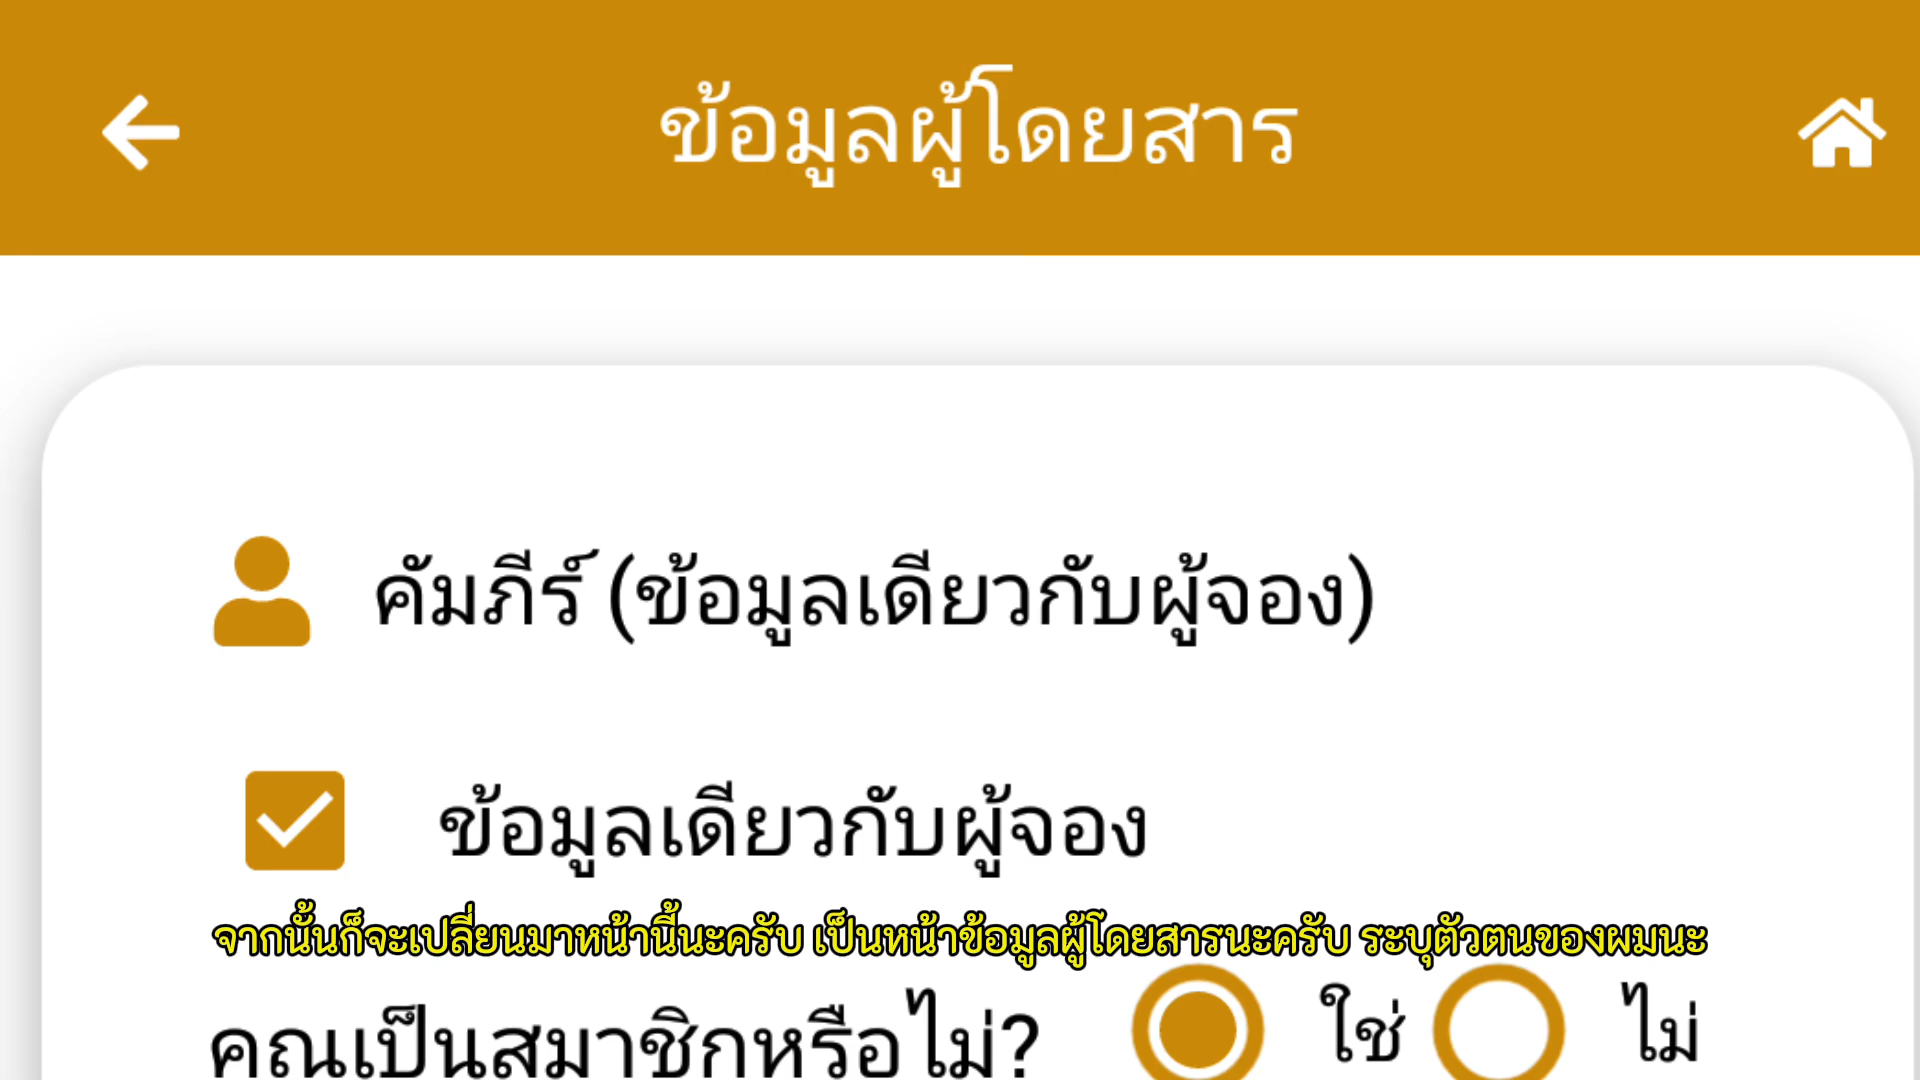 ข้อมูลผู้โดยสาร
คัมภีร์ (ข้อมูลเดียวกับผู้จอง)
ข้อมูลเดียวกับผู้จอง
จากนั้นก็จะเปลี่ยนมาหน้านี้นะครับ เป็นหน้าข้อมูลผู้โดยสารนะครับ ระบุตัวตนของผมนะ
คุณเป็นสมาชิกหรือไม่? ใช่ ไม่